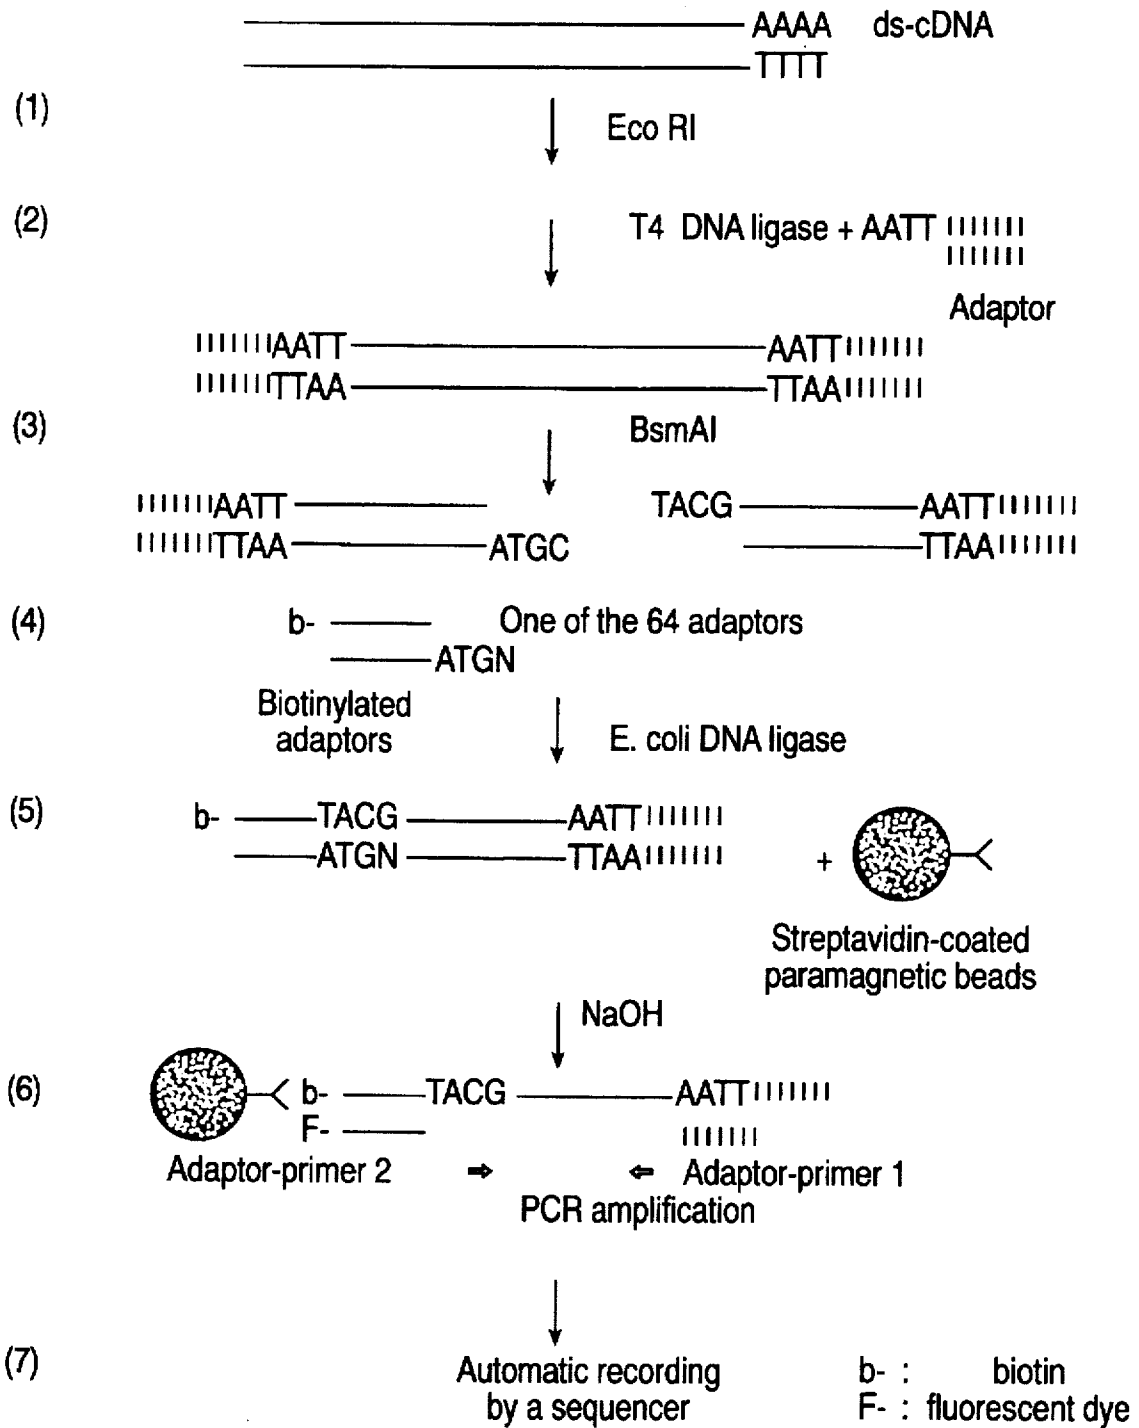 AAAA ds-cDNA
TTTT
(1)
Eco RI
(2)
T4 DNA ligase + AATT
Adaptor
AATT AATT
TTAA TTAA
(3)
BsmAI
AATT TACG AATT
TTAA ATGC TTAA
(4)
b- One of the 64 adaptors
ATGN
Biotinylated
adaptors
E. coli DNA ligase
(5)
b- TACG AATT
ATGN TTAA
+
Streptavidin-coated
paramagnetic beads
NaOH
(6)
b- TACG AATT
F-
Adaptor-primer 2 Adaptor-primer 1
PCR amplification
(7)
Automatic recording
by a sequencer
b- : biotin
F- : fluorescent dye